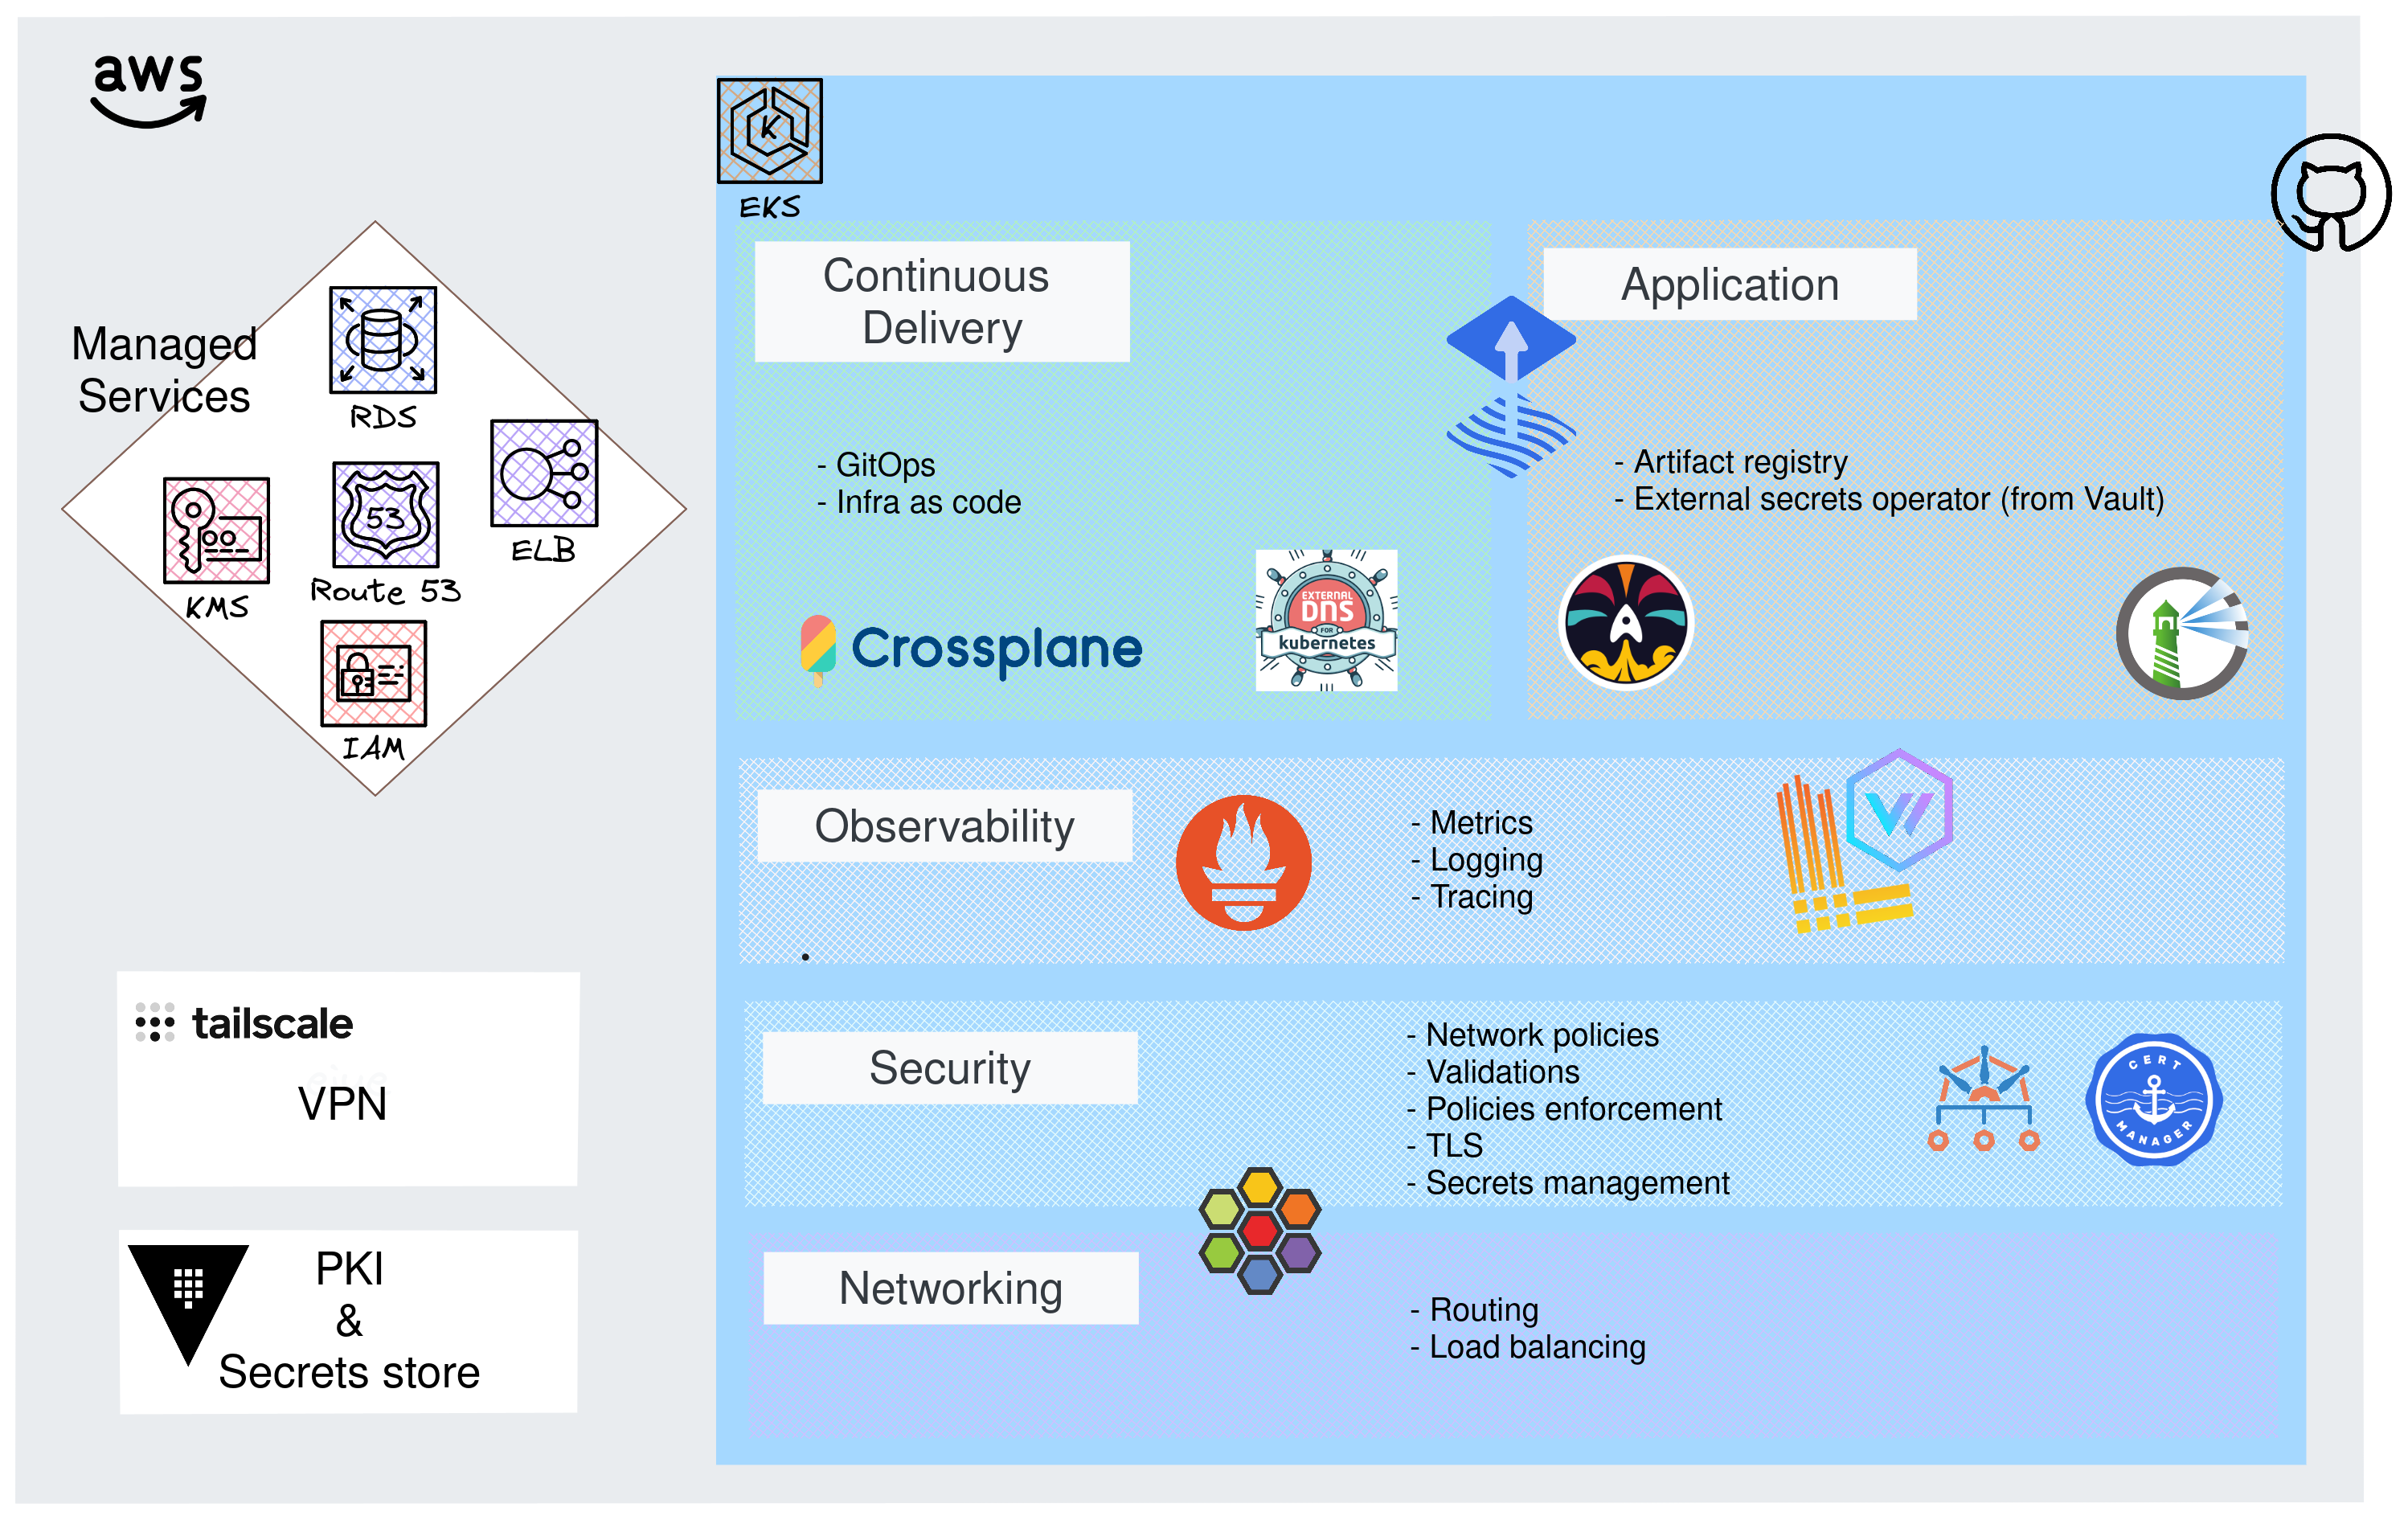 aws
EKS
Continuous
Delivery
Application
Managed
Services
RDS
- GitOps
- Infra as code
- Artifact registry
- External secrets operator (from Vault)
53
ELB
KMS
Route 53
IAM
Crossplane
EXTERNAL
DNS
FOR
kubernetes
Observability
- Metrics
- Logging
- Tracing
tailscale
VPN
Security
- Network policies
- Validations
- Policies enforcement
- TLS
- Secrets management
CERT
MANAGER
PKI
&
Secrets store
Networking
- Routing
- Load balancing